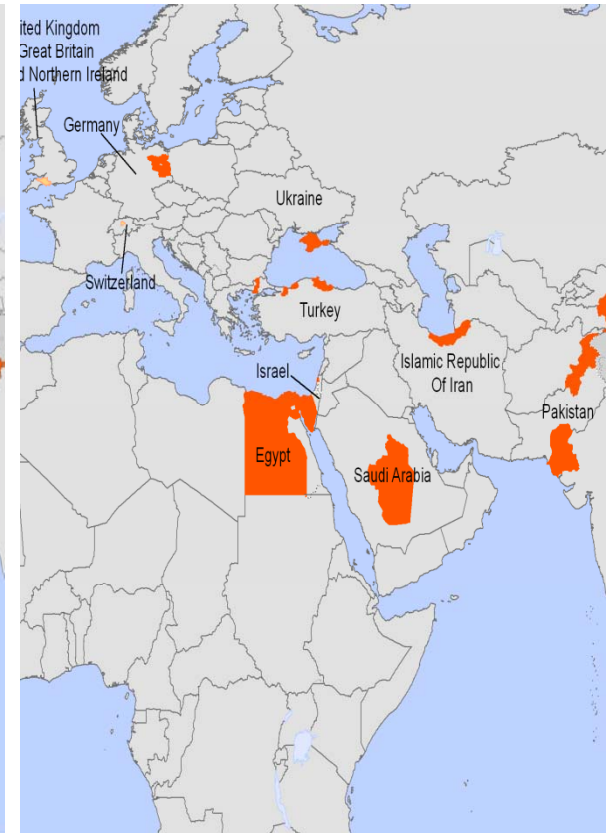 ited Kingdom
Great Britain
d Northern Ireland
Germany
Ukraine
Switzerland
Turkey
Israel
Islamic Republic
Of Iran
Pakistan
Egypt
Saudi Arabia